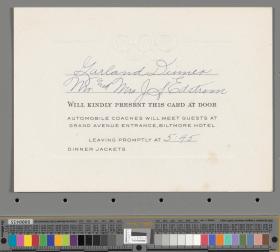 Garland Dinner
Mr. and Mrs. J. S. Edstrom
WILL KINDLY PRESENT THIS CARD AT DOOR
AUTOMOBILE COACHES WILL MEET GUESTS AT
GRAND AVENUE ENTRANCE, BILTMORE HOTEL
LEAVING PROMPTLY AT 5:45
DINNER JACKETS